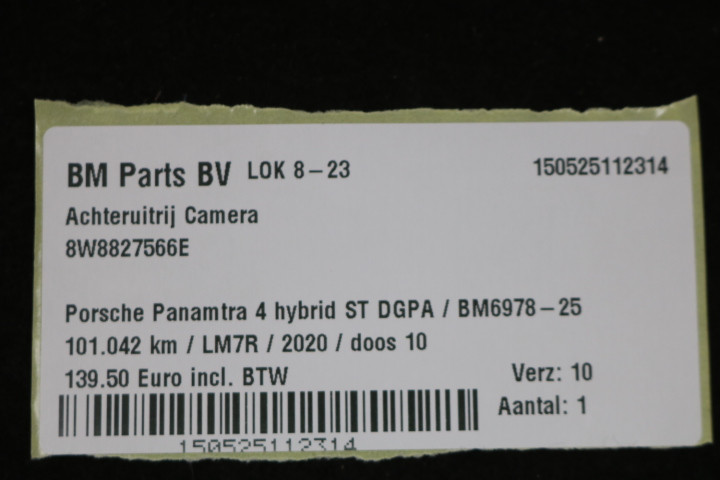 BM Parts BV LOK 8-23 150525112314
Achteruitrij Camera
8W8827566E
Porsche Panamtra 4 hybrid ST DGPA / BM6978-25
101.042 km / LM7R / 2020 / doos 10
139.50 Euro incl. BTW Verz: 10
Aantal: 1
150525112314